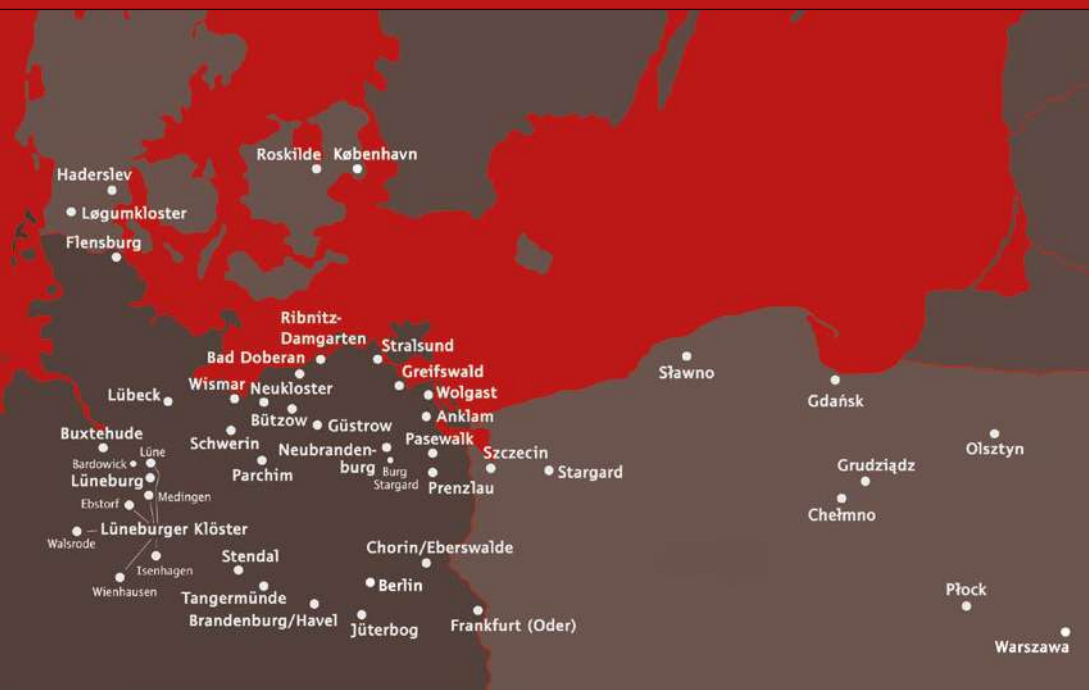 Roskilde
København
Haderslev
Løgumkloster
Flensburg
Ribnitz-
Damgarten
Stralsund
Bad Doberan
Greifswald
Sławno
Wismar
Neukloster
Wolgast
Lübeck
Gdańsk
Bützow
Güstrow
Anklam
Buxtehude
Schwerin
Pasewalk
Olsztyn
Lüne
Neubranden-
burg
Szczecin
Bardowick
Parchim
Burg
Stargard
Stargard
Grudziądz
Lüneburg
Prenzlau
Medingen
Ebstorf
Chełmno
Lüneburger Klöster
Walsrode
Chorin/Eberswalde
Stendal
Isenhagen
Wienhausen
Berlin
Tangermünde
Płock
Brandenburg/Havel
Jüterbog
Frankfurt (Oder)
Warszawa